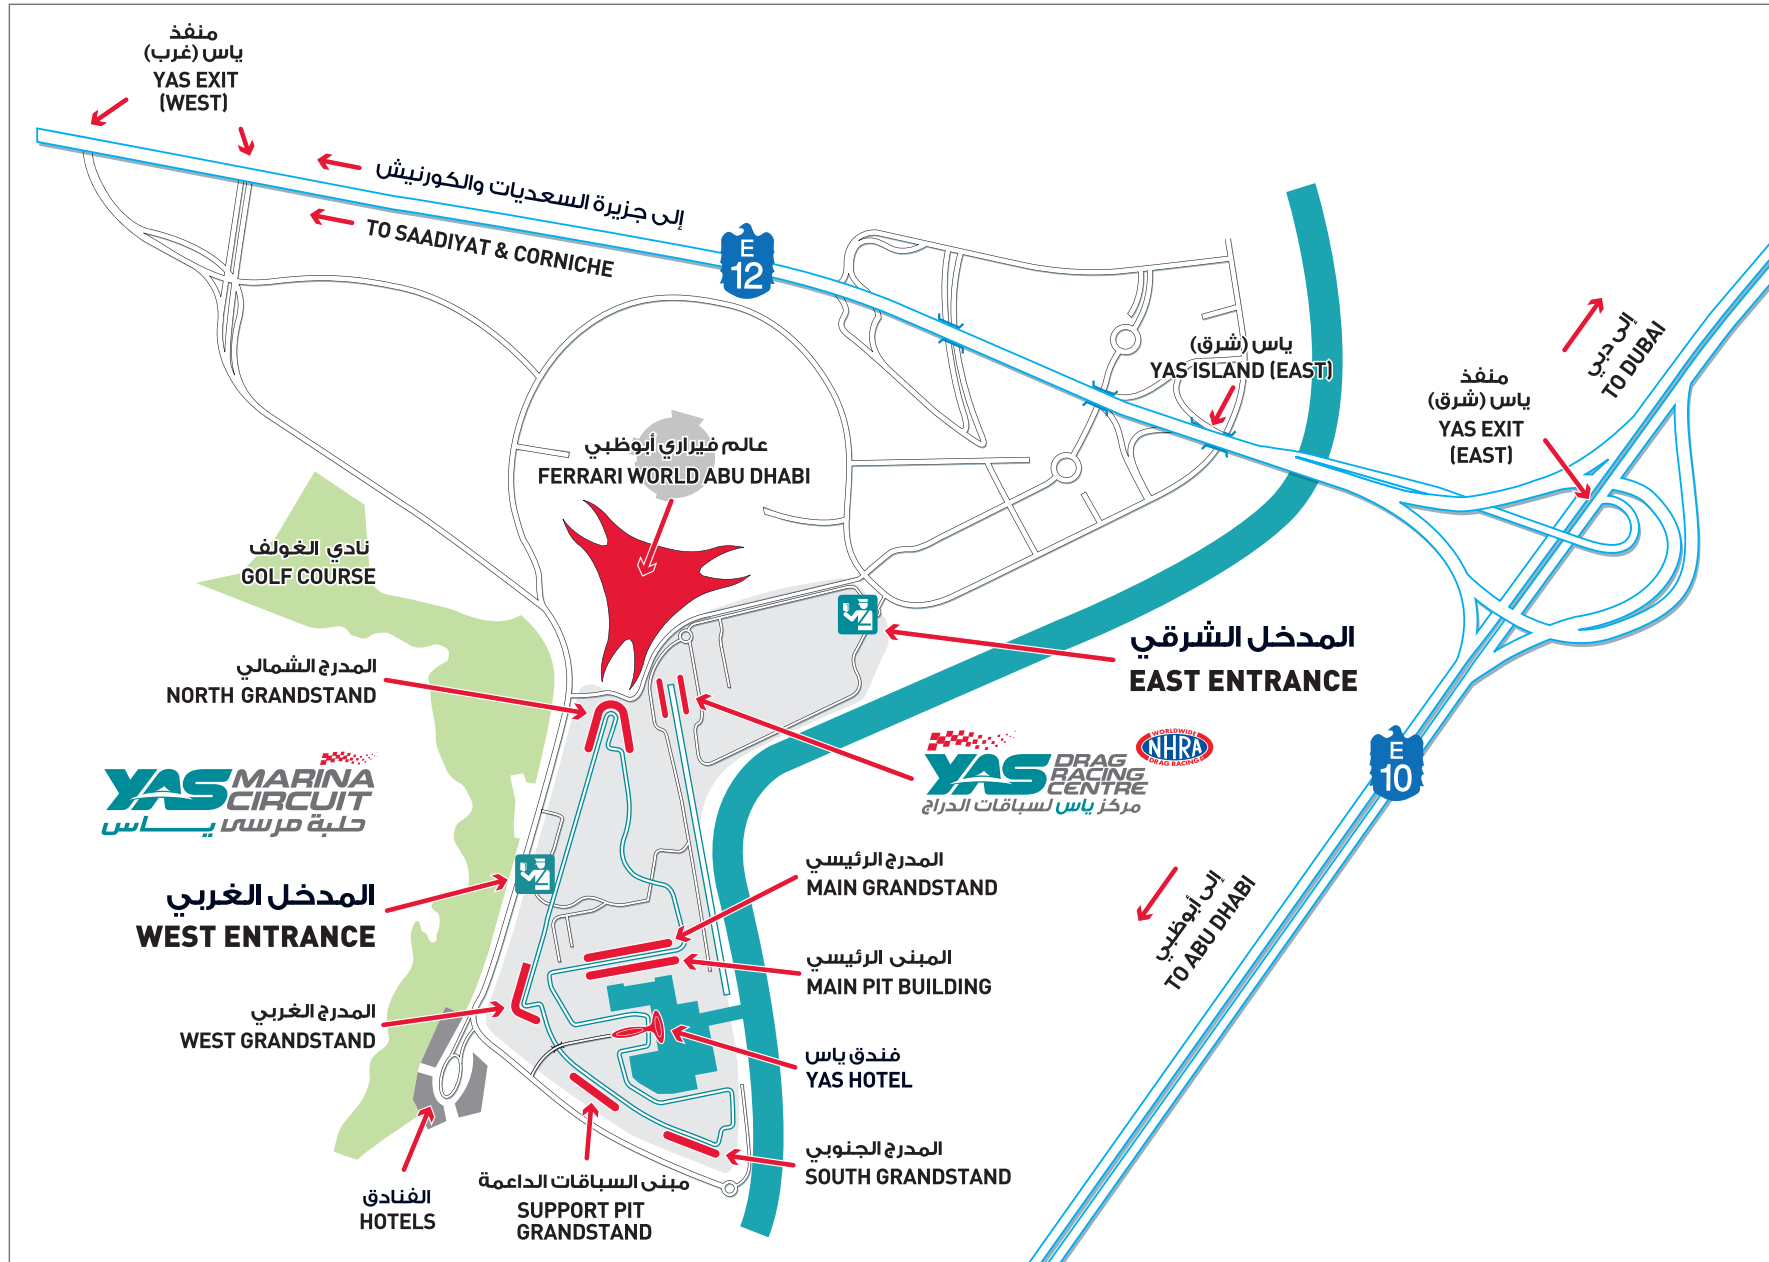 منفذ
ياس (غرب)
YAS EXIT
(WEST)
إلى جزيرة السعديات والكورنيش
TO SAADIYAT & CORNICHE
E
12
ياس (شرق)
YAS ISLAND (EAST)
إلى دبي
TO DUBAI
منفذ
ياس (شرق)
YAS EXIT
(EAST)
عالم فيراري أبوظبي
FERRARI WORLD ABU DHABI
نادي الغولف
GOLF COURSE
المدخل الشرقي
EAST ENTRANCE
المدرج الشمالي
NORTH GRANDSTAND
YAS MARINA
CIRCUIT
حلبة مرسى ياس
YAS DRAG
RACING
CENTRE
مركز ياس لسباقات الدراج
WORLDWIDE
NHRA
DRAG RACING
E
10
المدخل الغربي
WEST ENTRANCE
المدرج الرئيسي
MAIN GRANDSTAND
إلى أبوظبي
TO ABU DHABI
المبنى الرئيسي
MAIN PIT BUILDING
المدرج الغربي
WEST GRANDSTAND
فندق ياس
YAS HOTEL
المدرج الجنوبي
SOUTH GRANDSTAND
الفنادق
HOTELS
مبنى السباقات الداعمة
SUPPORT PIT
GRANDSTAND